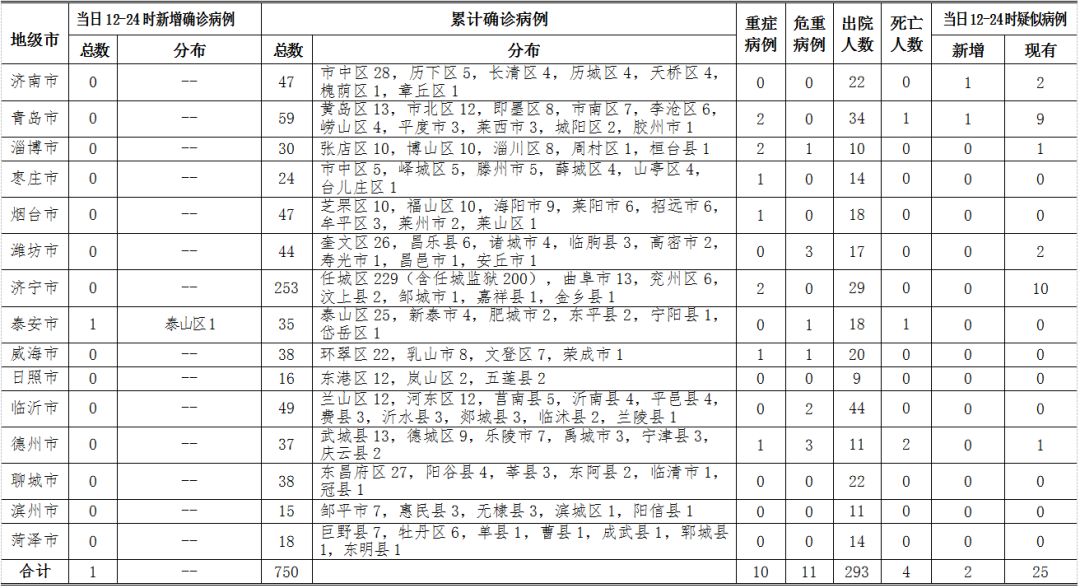 地级市 当日12-24时新增确诊病例 累计确诊病例 重症病例 危重病例 出院人数 死亡人数 当日12-24时疑似病例
总数 分布 总数 分布 新增 现有
济南市 0 -- 47 市中区28，历下区5，长清区4，历城区4，天桥区4， 0 0 22 0 1 2
槐荫区1，章丘区1
青岛市 0 -- 59 黄岛区13，市北区12，即墨区8，市南区7，李沧区6， 2 0 34 1 1 9
崂山区4，平度市3，莱西市3，城阳区2，胶州市1
淄博市 0 -- 30 张店区10，博山区10，淄川区8，周村区1，桓台县1 2 1 10 0 0 1
枣庄市 0 -- 24 市中区5，峄城区5，滕州市5，薛城区4，山亭区4， 1 0 14 0 0 0
台儿庄区1
烟台市 0 -- 47 芝罘区10，福山区10，海阳市9，莱阳市6，招远市6， 1 0 18 0 0 0
牟平区3，莱州市2，莱山区1
潍坊市 0 -- 44 奎文区26，昌乐县6，诸城市4，临朐县3，高密市2， 0 3 17 0 0 2
寿光市1，昌邑市1，安丘市1
济宁市 0 -- 253 任城区229（含任城监狱200），曲阜市13，兖州区6， 2 0 29 0 0 10
汶上县2，邹城市1，嘉祥县1，金乡县1
泰安市 1 泰山区1 35 泰山区25，新泰市4，肥城市2，东平县2，宁阳县1， 0 1 18 1 0 0
岱岳区1
威海市 0 -- 38 环翠区22，乳山市8，文登区7，荣成市1 1 1 20 0 0 0
日照市 0 -- 16 东港区12，岚山区2，五莲县2 0 0 9 0 0 0
临沂市 0 -- 49 兰山区12，河东区12，莒南县5，沂南县4，平邑县4， 0 2 44 0 0 0
费县3，沂水县3，郯城县3，临沭县2，兰陵县1
德州市 0 -- 37 武城县13，德城区9，乐陵市7，禹城市3，宁津县3， 1 3 11 2 0 1
庆云县2
聊城市 0 -- 38 东昌府区27，阳谷县4，莘县3，东阿县2，临清市1， 0 0 22 0 0 0
冠县1
滨州市 0 -- 15 邹平市7，惠民县3，无棣县3，滨城区1，阳信县1 0 0 11 0 0 0
菏泽市 0 -- 18 巨野县7，牡丹区6，单县1，曹县1，成武县1，郓城县 0 0 14 0 0 0
1，东明县1
合计 1 750 10 11 293 4 2 25